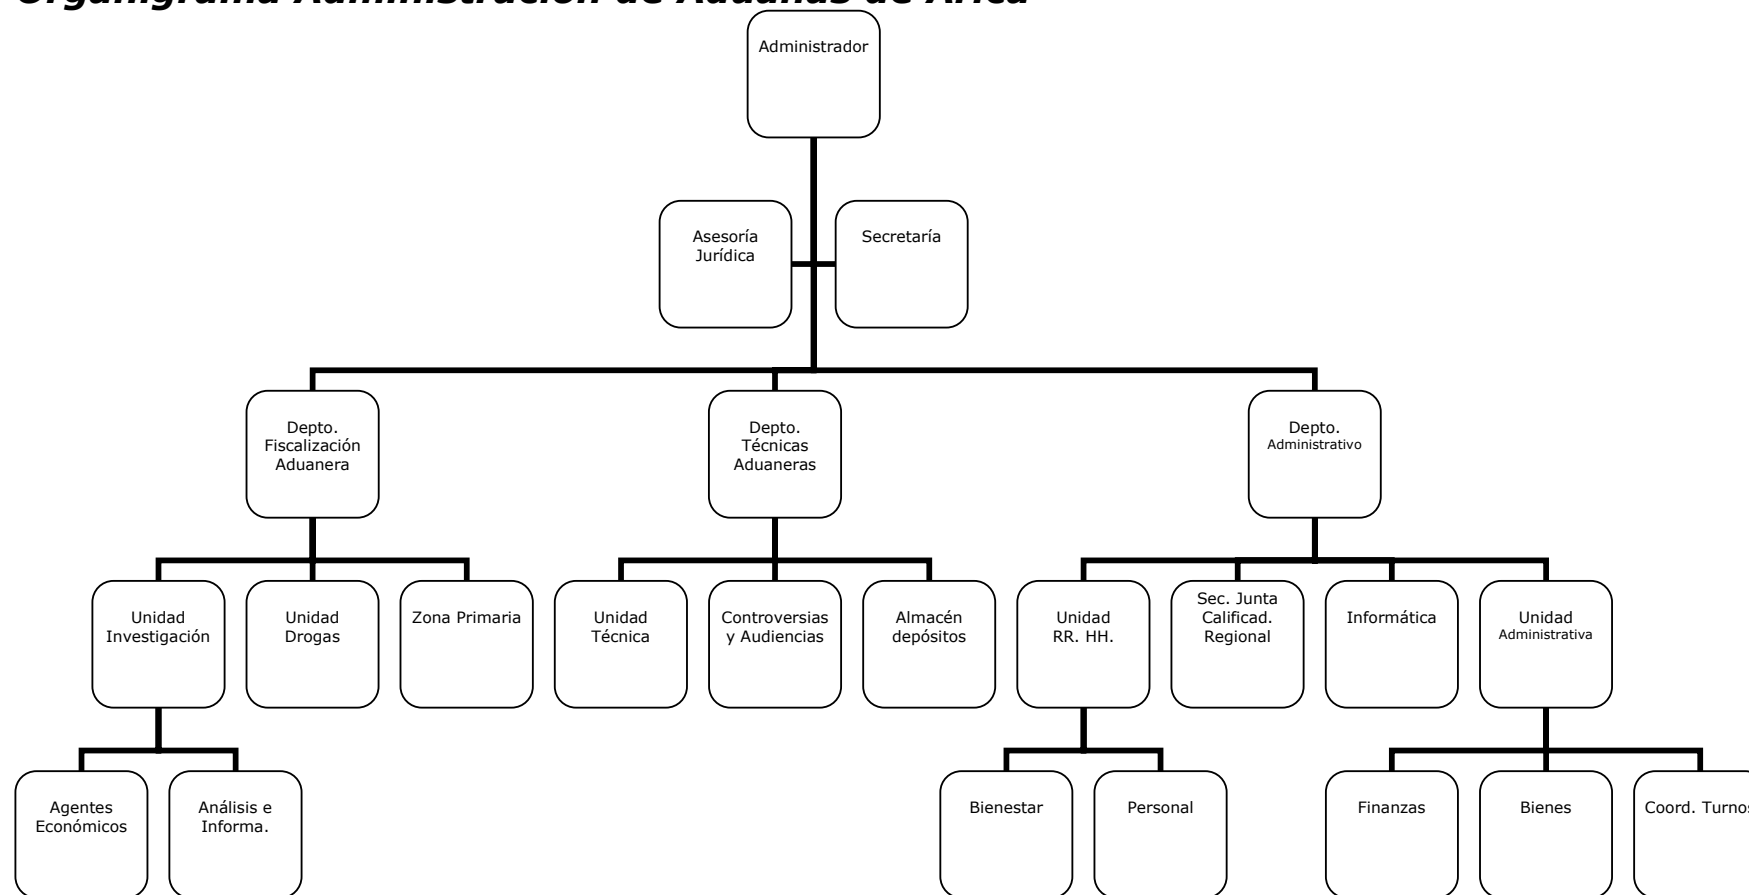 Organigrama Administración de Aduanas de Arica
Administrador
Asesoría
Jurídica
Secretaría
Depto.
Fiscalización
Aduanera
Depto.
Técnicas
Aduaneras
Depto.
Administrativo
Unidad
Investigación
Unidad
Drogas
Zona Primaria
Unidad
Técnica
Controversias
y Audiencias
Almacén
depósitos
Unidad
RR. HH.
Sec. Junta
Calificad.
Regional
Informática
Unidad
Administrativa
Agentes
Económicos
Análisis e
Informa.
Bienestar
Personal
Finanzas
Bienes
Coord. Turnos